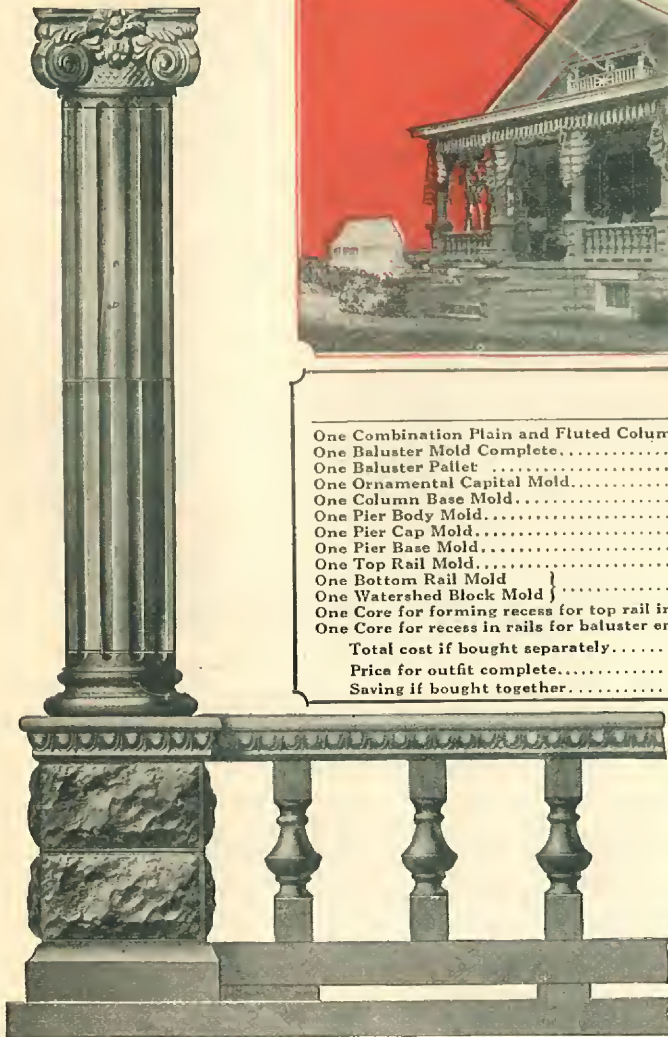 One Combination Plain and Fluted Colum
One Baluster Mold Complete..............
One Baluster Pallet ......................
One Ornamental Capital Mold............
One Column Base Mold...................
One Pier Body Mold......................
One Pier Cap Mold.......................
One Pier Base Mold......................
One Top Rail Mold.......................
One Bottom Rail Mold
One Watershed Block Mold } ..............
One Core for forming recess for top rail in
One Core for recess in rails for baluster en
Total cost if bought separately......
Price for outfit complete.............
Saving if bought together...........